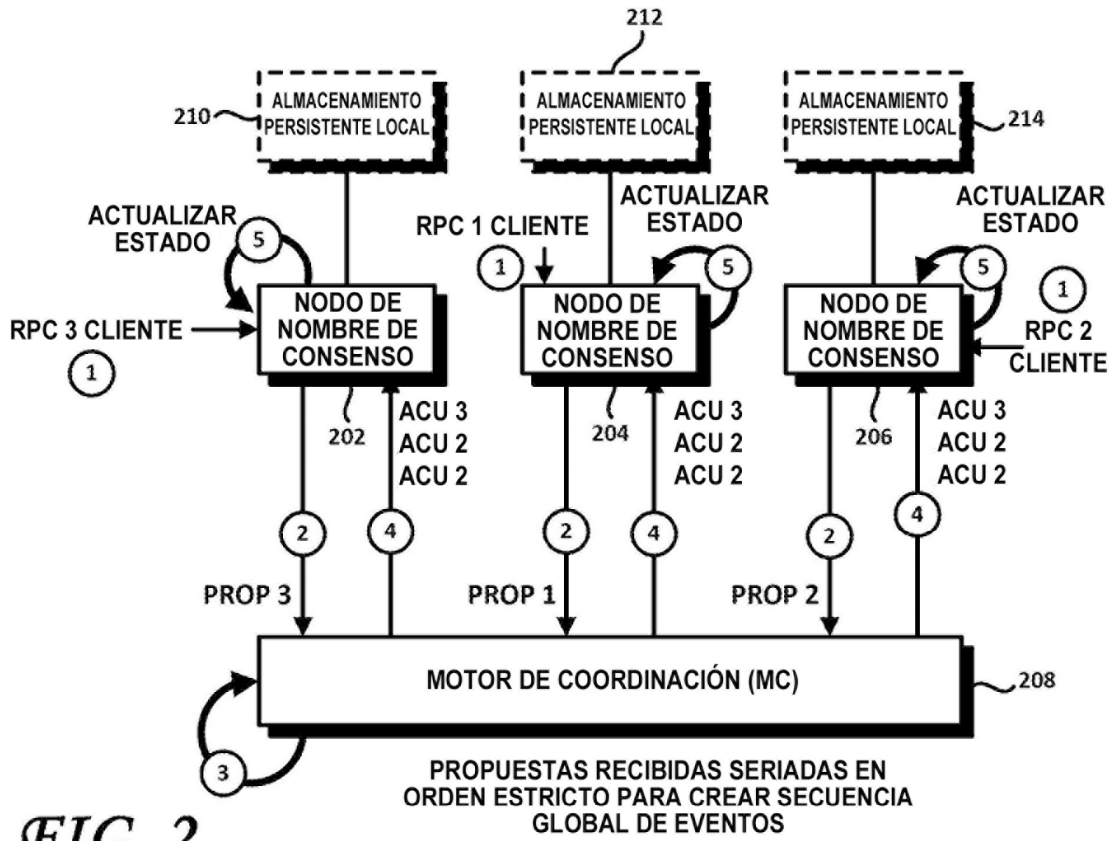 212
ALMACENAMIENTO
PERSISTENTE LOCAL
ALMACENAMIENTO
PERSISTENTE LOCAL
ALMACENAMIENTO
PERSISTENTE LOCAL
210
214
ACTUALIZAR
ESTADO
5
RPC 1 CLIENTE
1
ACTUALIZAR
ESTADO
5
ACTUALIZAR
ESTADO
5
1
RPC 2
CLIENTE
RPC 3 CLIENTE
1
NODO DE
NOMBRE DE
CONSENSO
NODO DE
NOMBRE DE
CONSENSO
NODO DE
NOMBRE DE
CONSENSO
202
204
206
ACU 3
ACU 2
ACU 2
ACU 3
ACU 2
ACU 2
ACU 3
ACU 2
ACU 2
2
4
2
4
2
4
PROP 3
PROP 1
PROP 2
MOTOR DE COORDINACIÓN (MC)
208
3
PROPUESTAS RECIBIDAS SERIADAS EN
ORDEN ESTRICTO PARA CREAR SECUENCIA
GLOBAL DE EVENTOS
FIG. 2